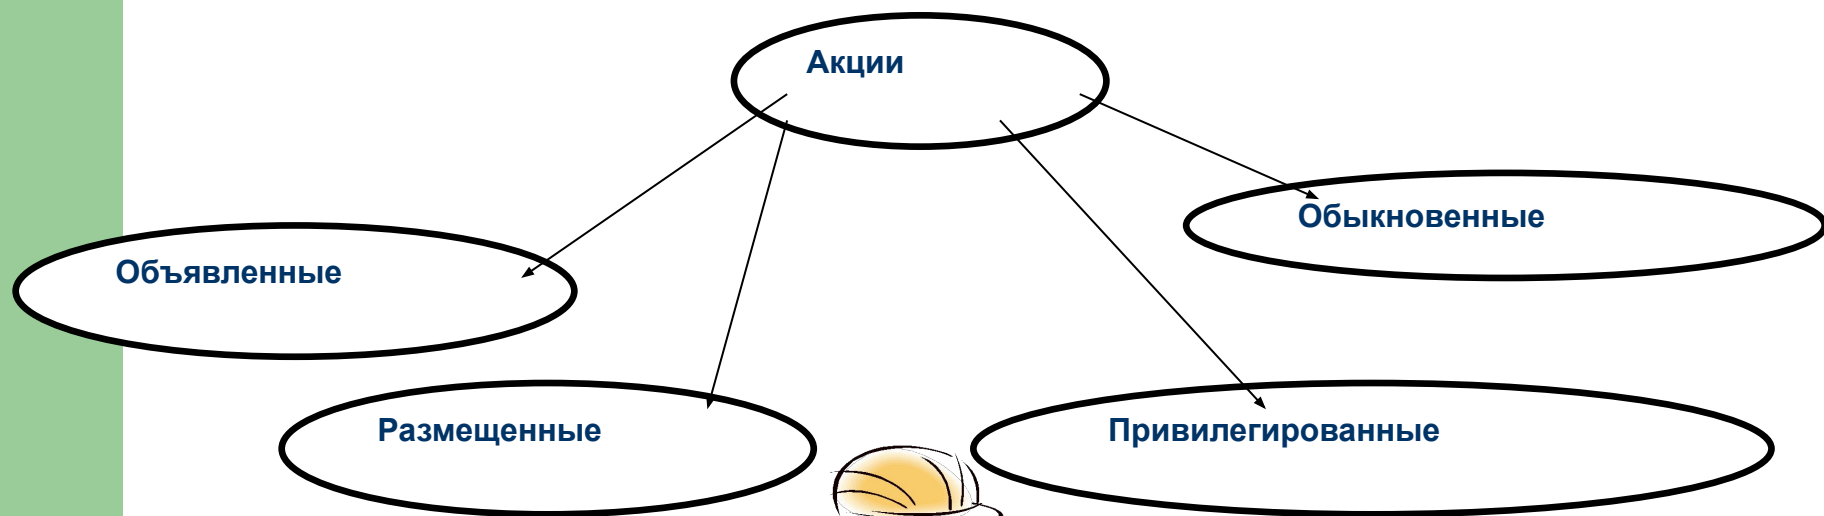 Акции
Обыкновенные
Объявленные
Размещенные
Привилегированные